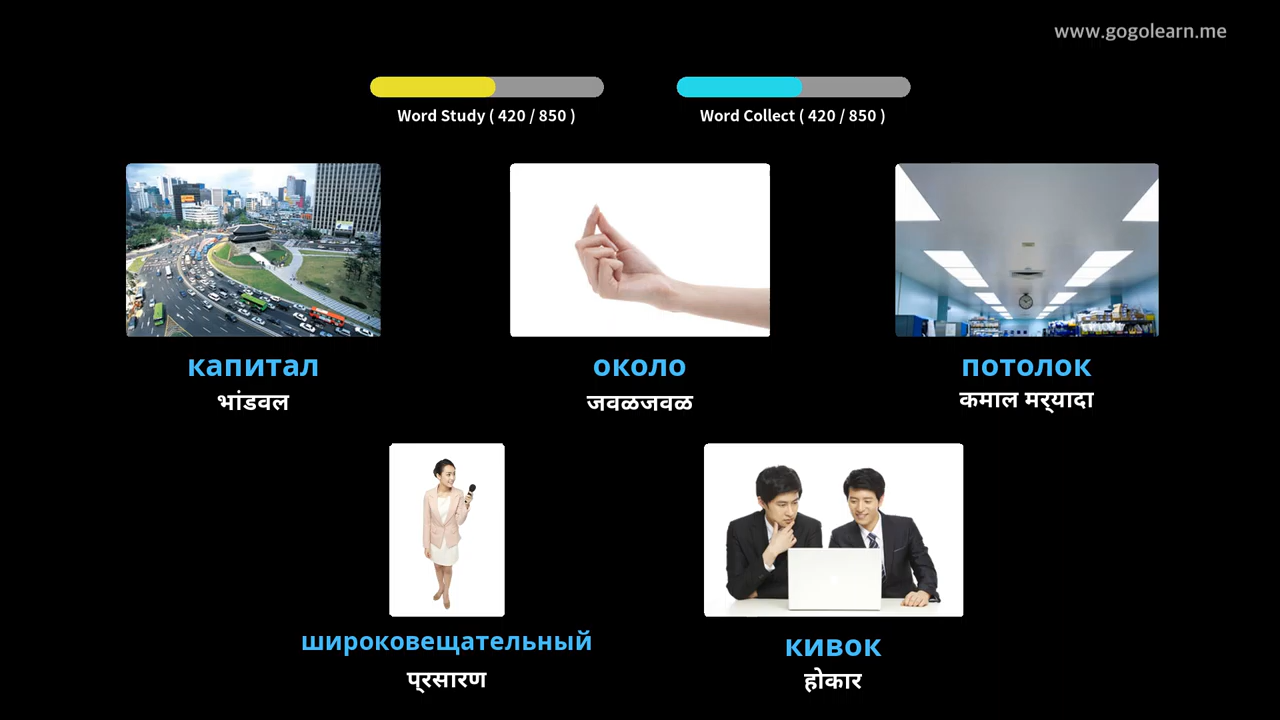 www.gogolearn.me
Word Study ( 420 / 850 )
Word Collect ( 420 / 850 )
капитал
около
потолок
भांडवल
जवळजवळ
कमाल मर्‍यादा
широковещательный
кивок
प्रसारण
होकार